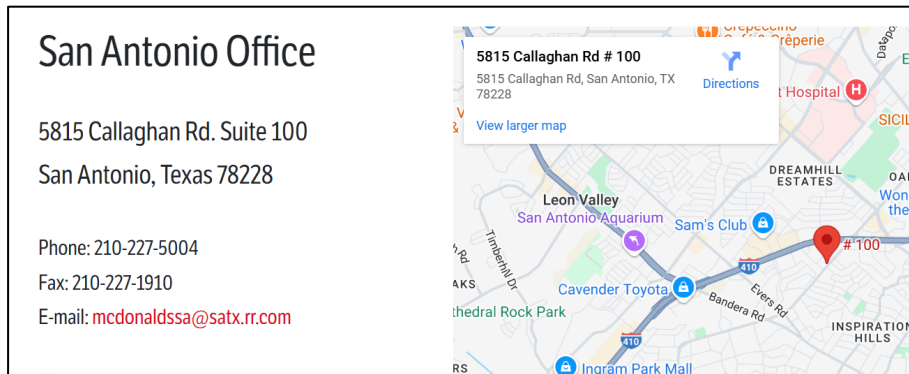 San Antonio Office
5815 Callaghan Rd. Suite 100
San Antonio, Texas 78228
Phone: 210-227-5004
Fax: 210-227-1910
E-mail: mcdonaldssa@satx.rr.com
5815 Callaghan Rd # 100
5815 Callaghan Rd, San Antonio, TX
78228
Directions
View larger map
Crêperie
Hospital
DREAMHILL
ESTATES
Leon Valley
San Antonio Aquarium
Sam's Club
# 100
410
Cavender Toyota
Bandera Rd
Evers Rd
Timberhill Dr
thedral Rock Park
INSPIRATION
HILLS
410
Ingram Park Mall